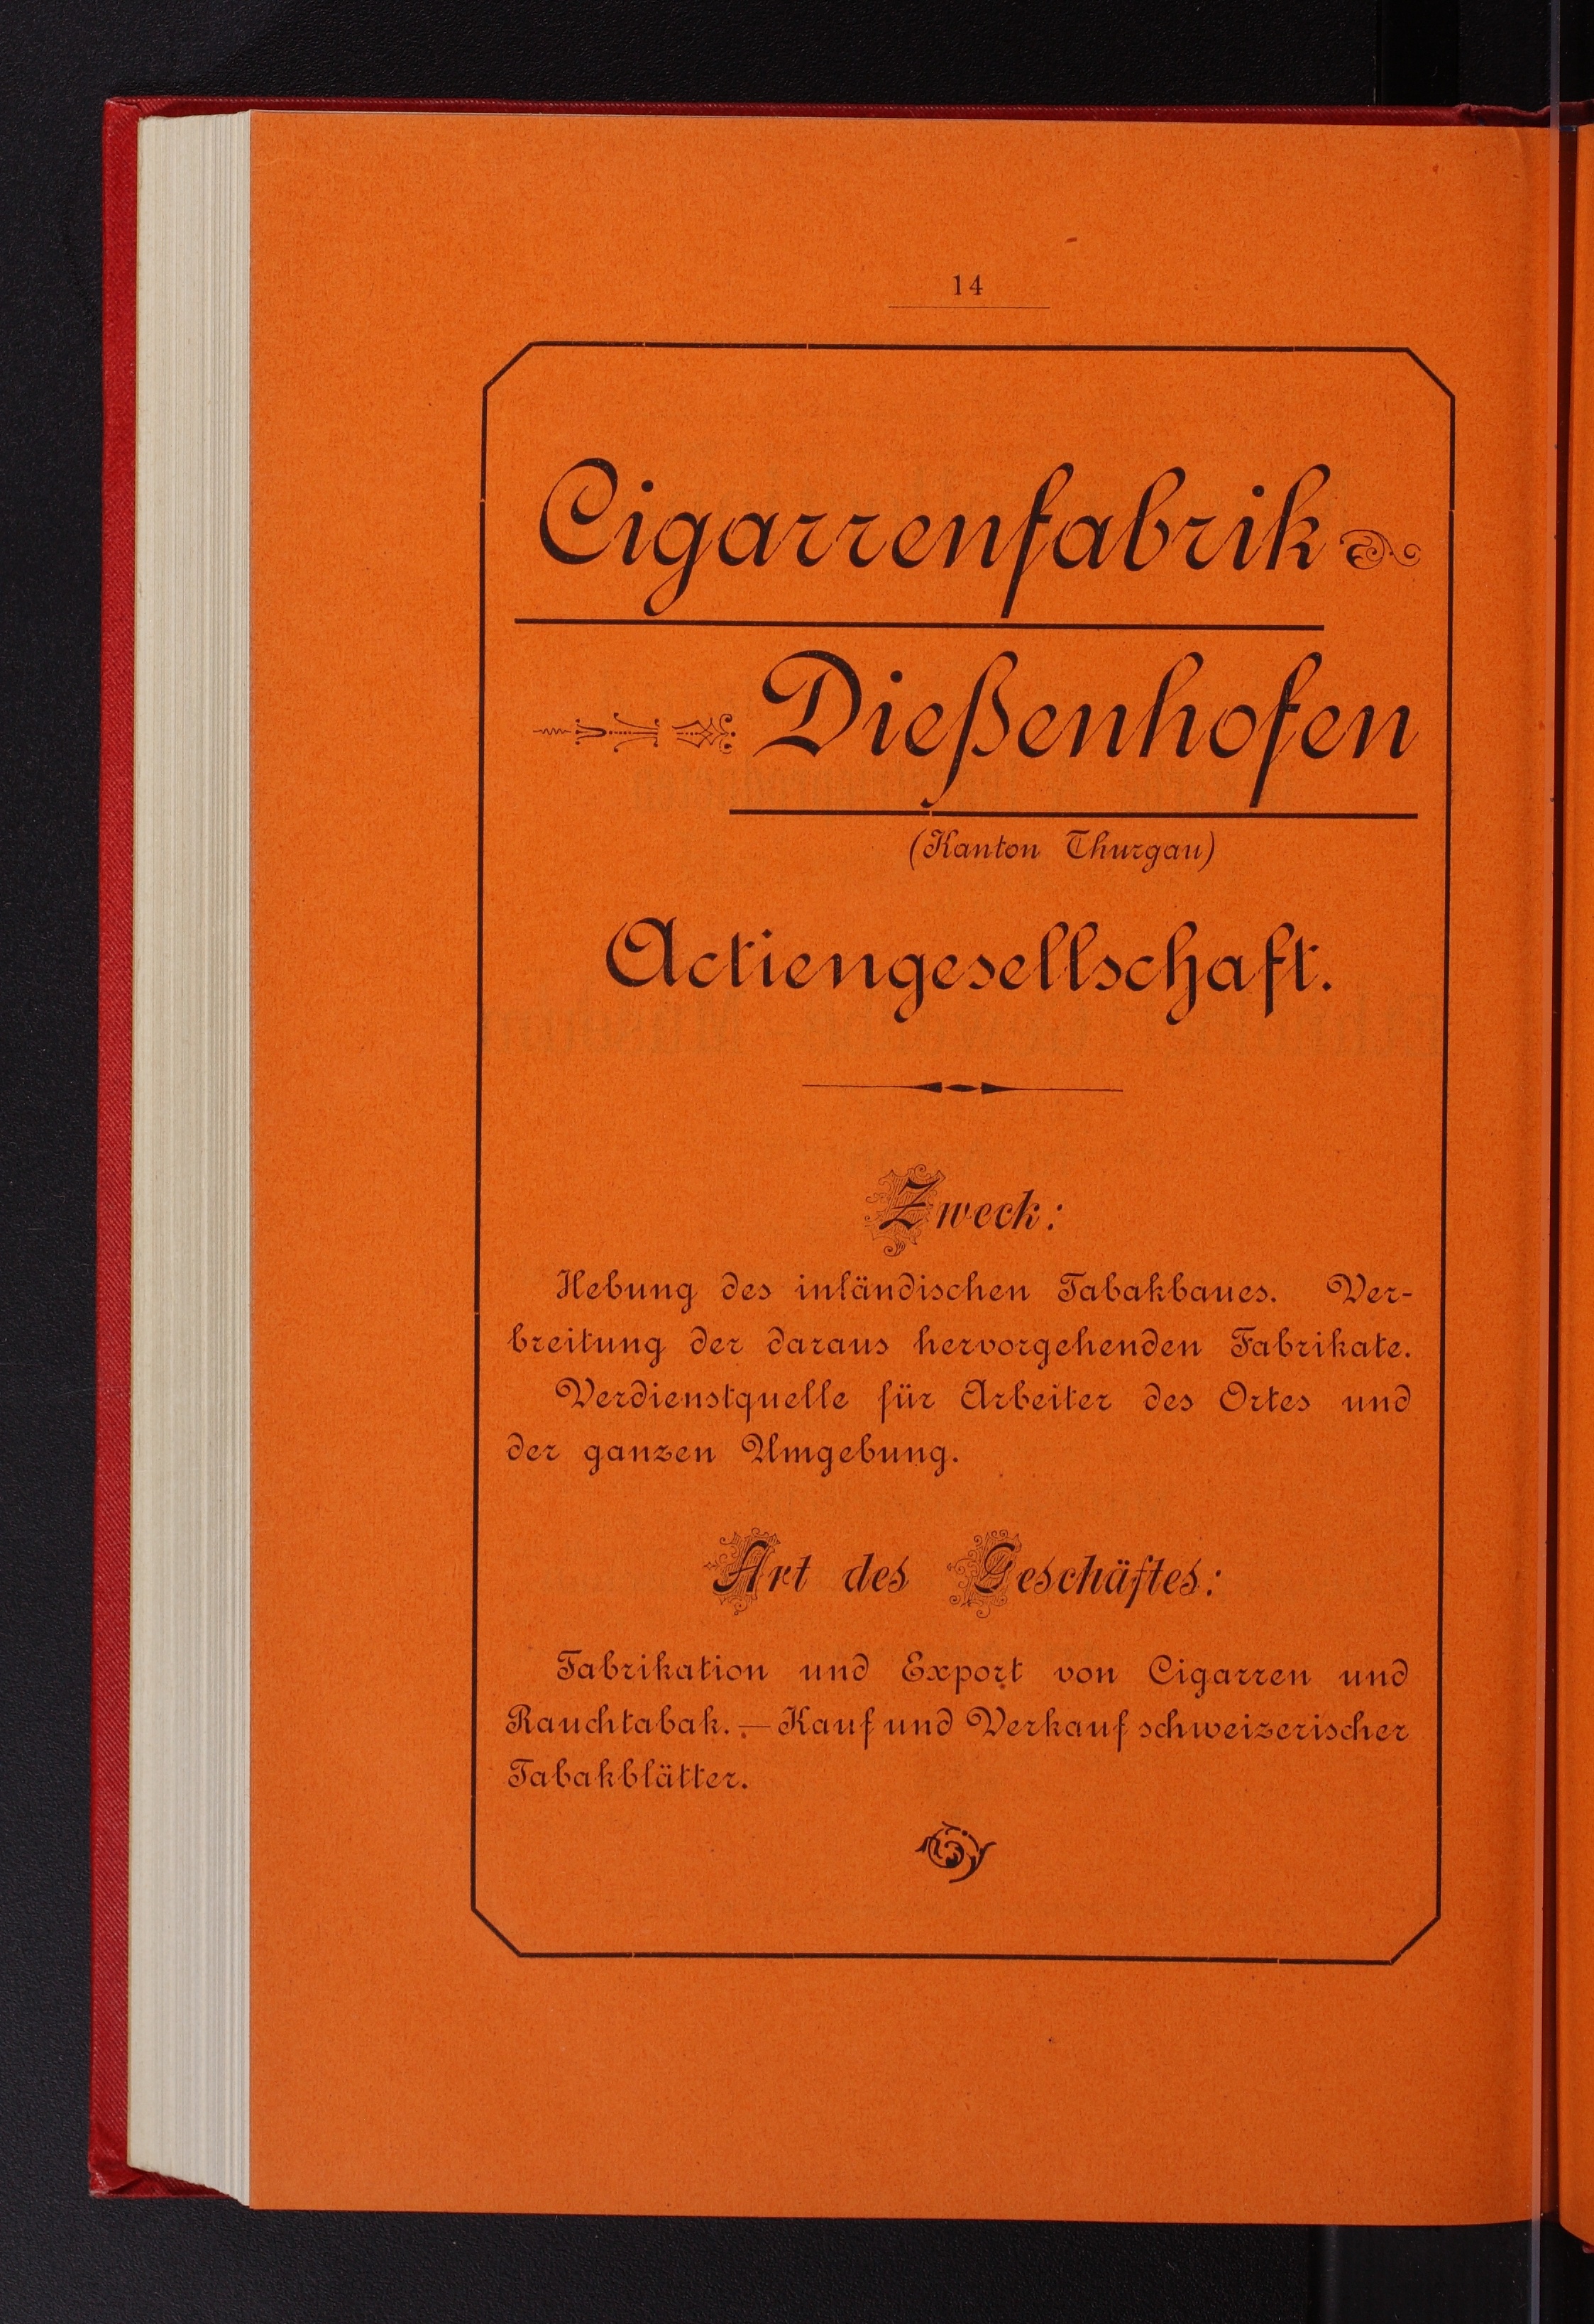 14
Cigarrenfabrik
Dießenhofen
(Kanton Thurgau)
Actiengesellschaft.
Zweck:
Hebung des inländischen Tabakbaues. Ver-
breitung der daraus hervorgehenden Fabrikate.
Verdienstquelle für Arbeiter des Ortes und
der ganzen Umgebung.
Art des Geschäftes:
Fabrikation und Export von Cigarren und
Rauchtabak. — Kauf und Verkauf schweizerischer
Tabakblätter.